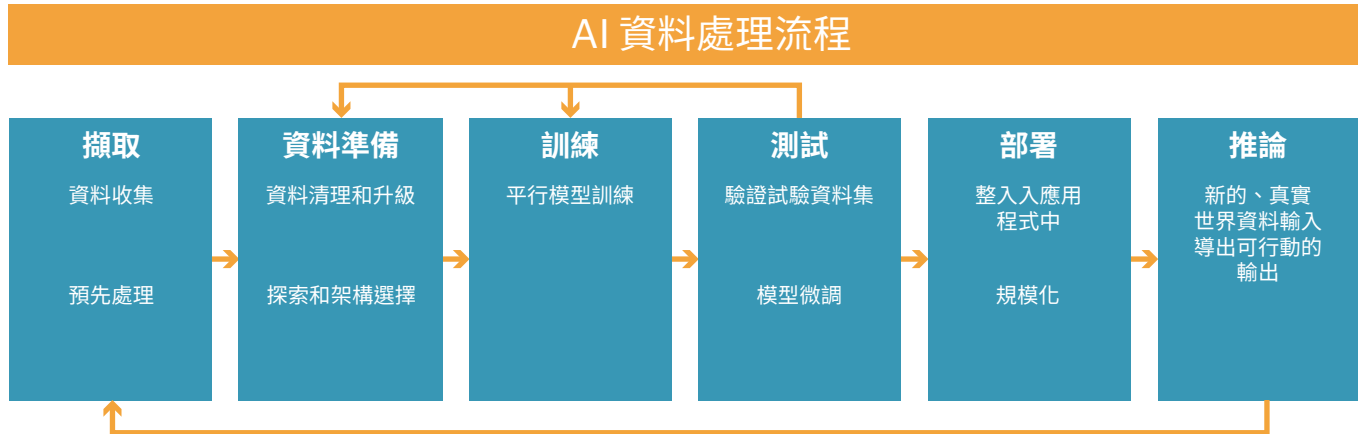 AI 資料處理流程
擷取
資料收集
預先處理
資料準備
資料清理和升級
探索和架構選擇
訓練
平行模型訓練
測試
驗證試驗資料集
模型微調
部署
整入入應用
程式中
規模化
推論
新的、真實
世界資料輸入
導出可行動的
輸出